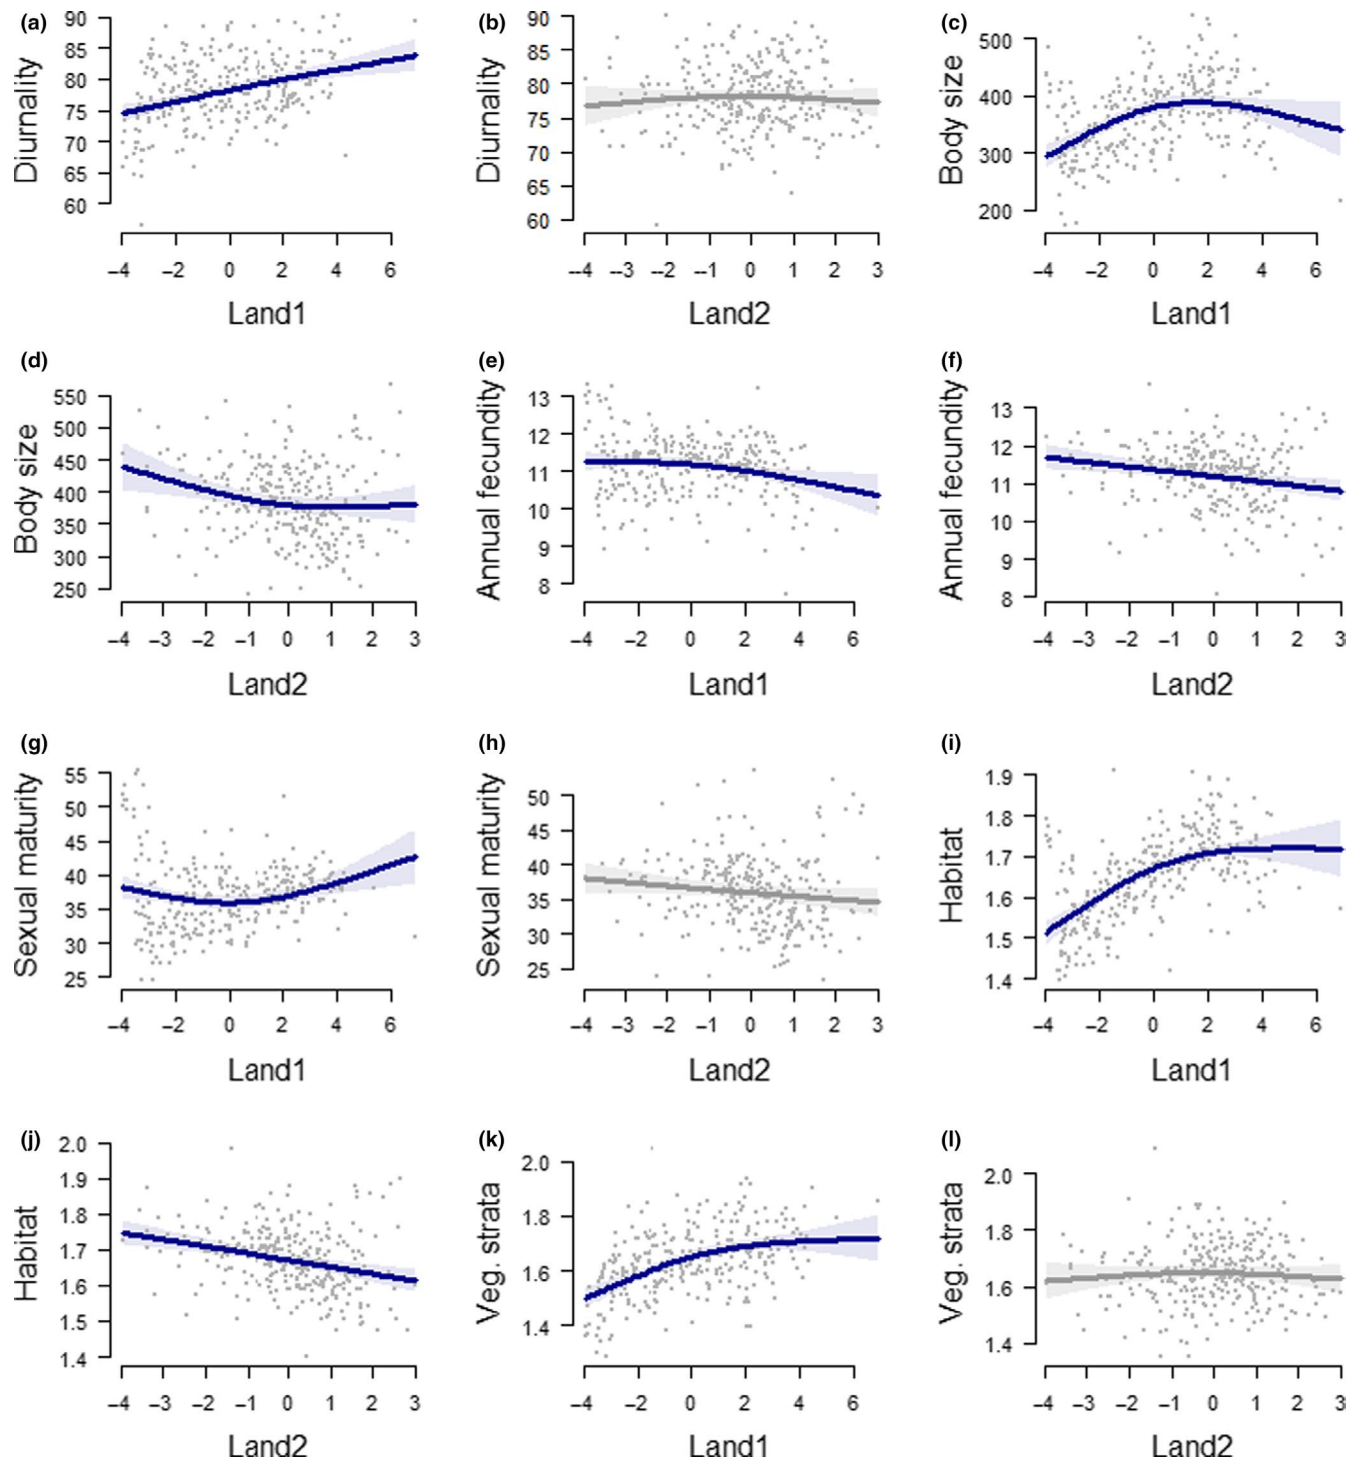 (a)
90
85
80
75
70
65
60
Diurnality
–4 –2 0 2 4 6
Land1
(b)
90
85
80
75
70
65
60
Diurnality
–4 –3 –2 –1 0 1 2 3
Land2
(c)
500
400
300
200
Body size
–4 –2 0 2 4 6
Land1
(d)
550
500
450
400
350
300
250
Body size
–4 –3 –2 –1 0 1 2 3
Land2
(e)
13
12
11
10
9
8
Annual fecundity
–4 –2 0 2 4 6
Land1
(f)
13
12
11
10
9
8
Annual fecundity
–4 –3 –2 –1 0 1 2 3
Land2
(g)
55
50
45
40
35
30
25
Sexual maturity
–4 –2 0 2 4 6
Land1
(h)
50
45
40
35
30
25
Sexual maturity
–4 –3 –2 –1 0 1 2 3
Land2
(i)
1.9
1.8
1.7
1.6
1.5
1.4
Habitat
–4 –2 0 2 4 6
Land1
(j)
2.0
1.9
1.8
1.7
1.6
1.5
1.4
Habitat
–4 –3 –2 –1 0 1 2 3
Land2
(k)
2.0
1.8
1.6
1.4
Veg. strata
–4 –2 0 2 4 6
Land1
(l)
2.0
1.8
1.6
1.4
Veg. strata
–4 –3 –2 –1 0 1 2 3
Land2